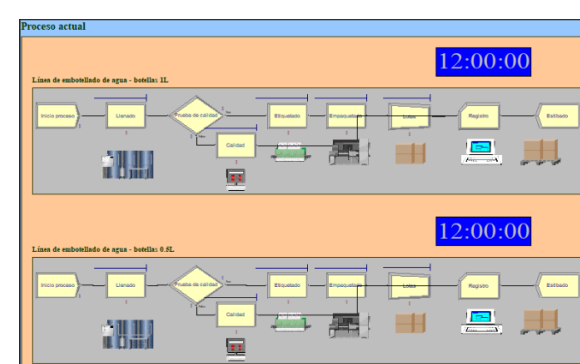 Proceso actual
12:00:00
Línea de embotellado de agua - botella: 1L
Inicio proceso
Llenado
Prueba de calidad
Etiquetado
Empaquetado
Lotes
Registro
Estibado
Calidad
12:00:00
Línea de embotellado de agua - botella: 0.5L
Inicio proceso
Llenado
Prueba de calidad
Etiquetado
Empaquetado
Lotes
Registro
Estibado
Calidad